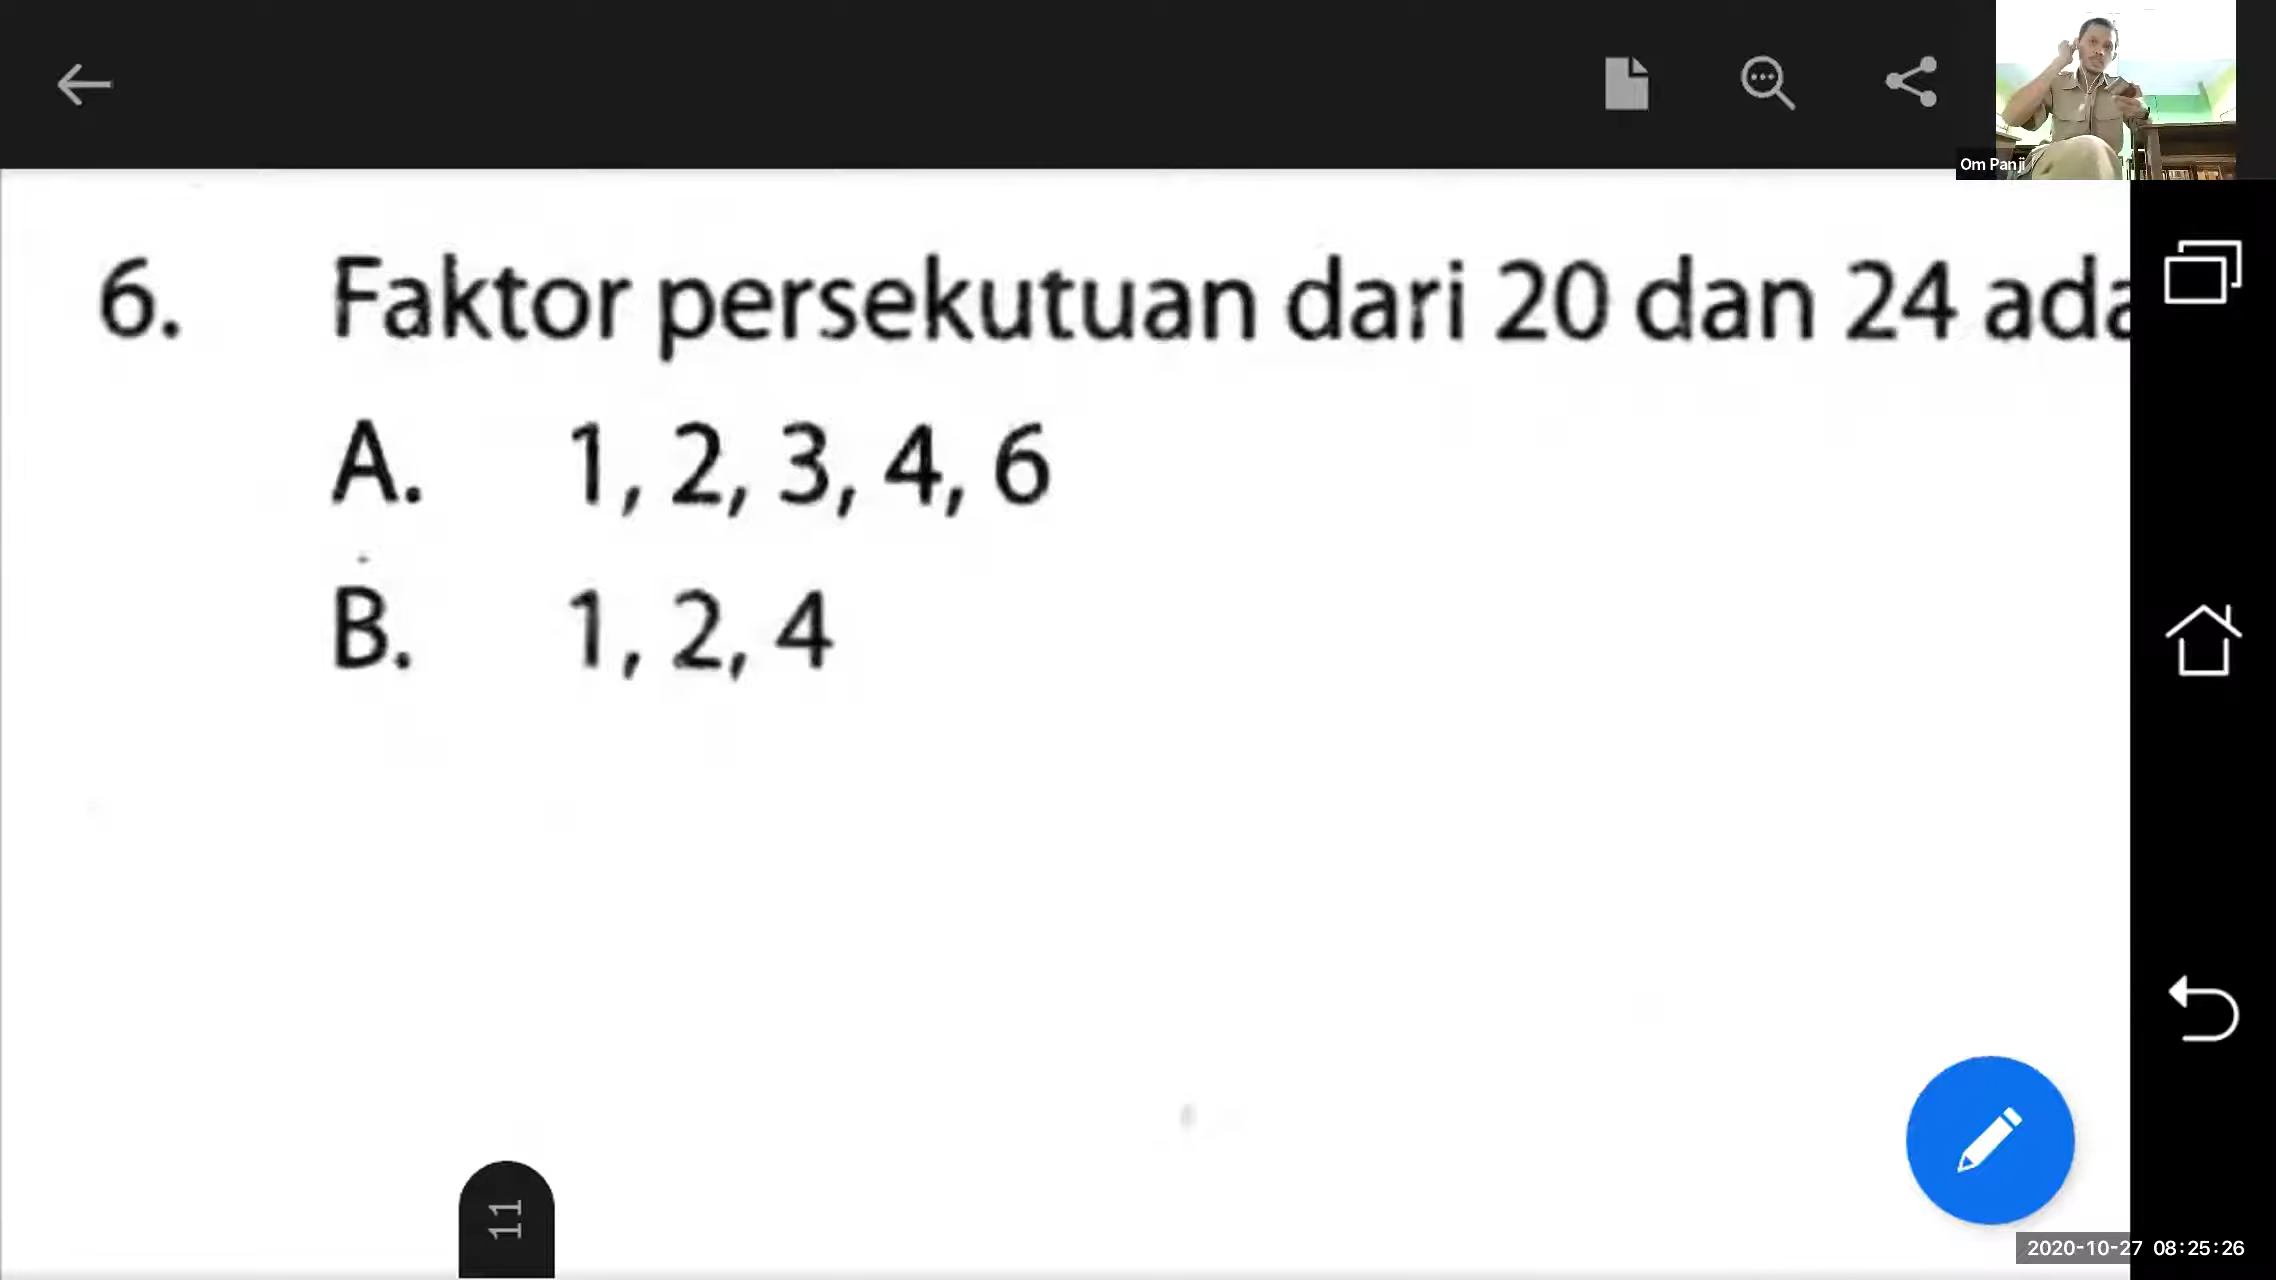 Om Panji
6. Faktor persekutuan dari 20 dan 24 ada
A. 1, 2, 3, 4, 6
B. 1, 2, 4
11
2020-10-27 08:25:26